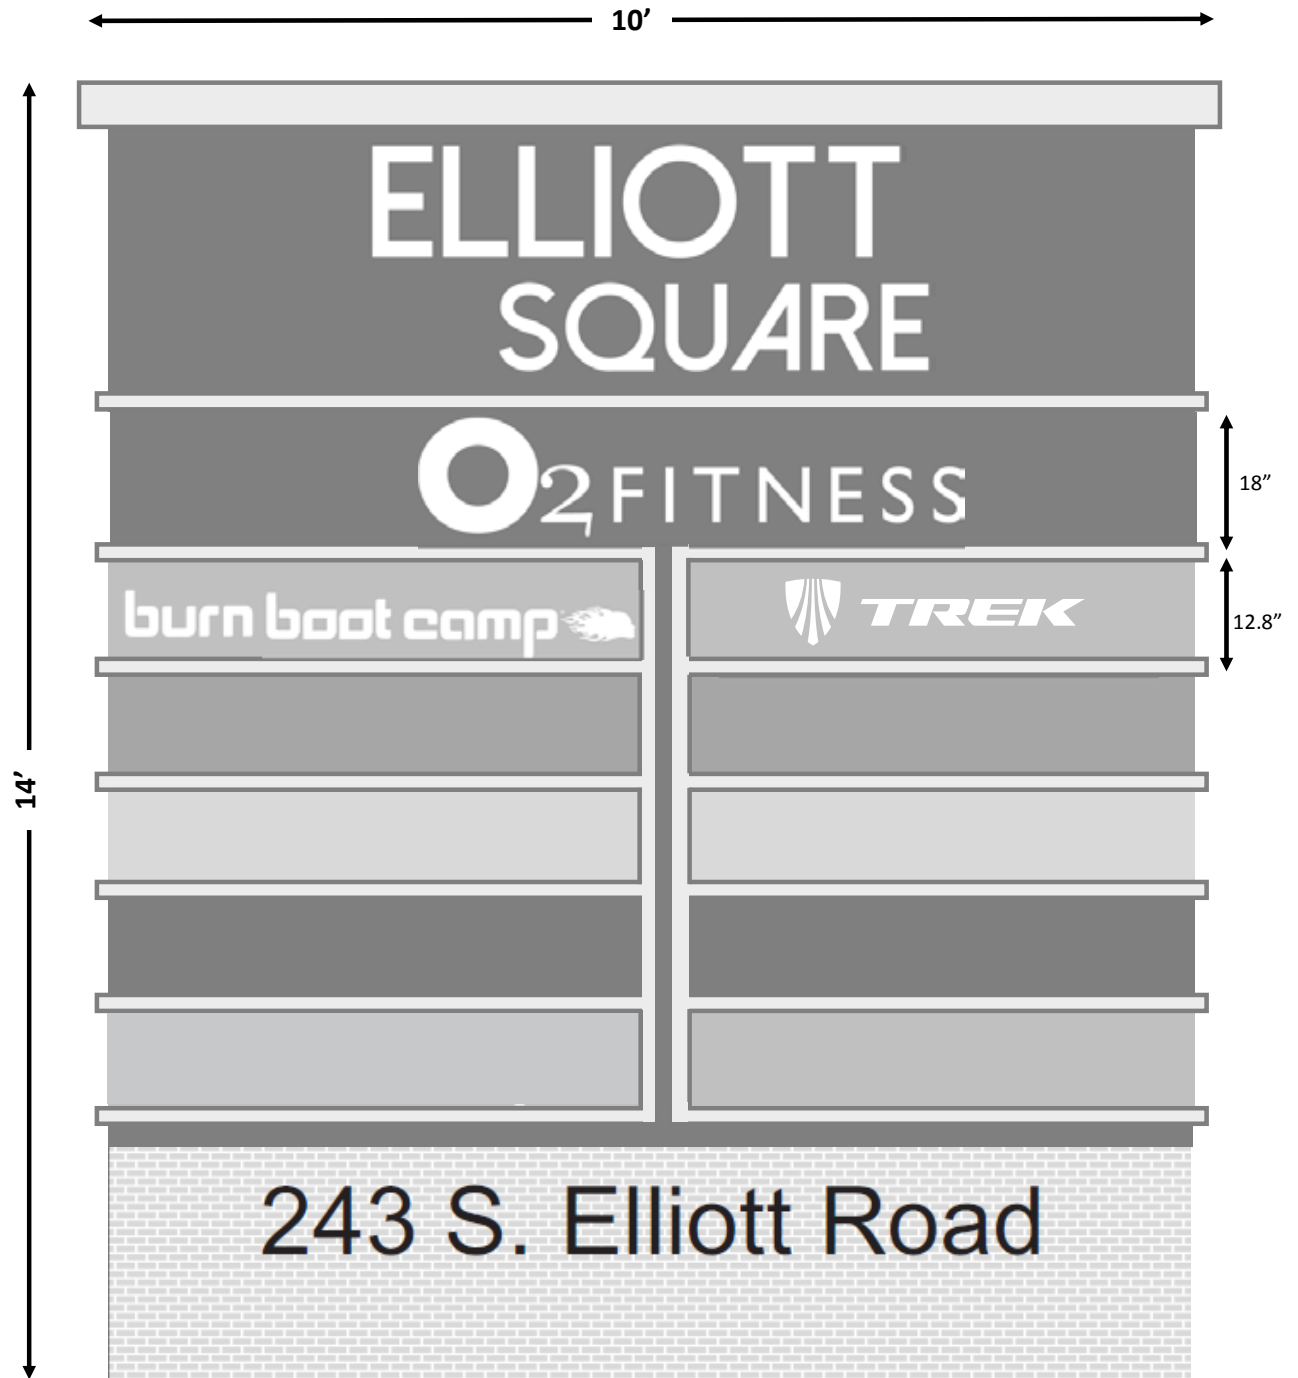 10’
ELLIOTT
SQUARE
O2FITNESS
18”
burn boot camp
TREK
12.8”
14’
243 S. Elliott Road